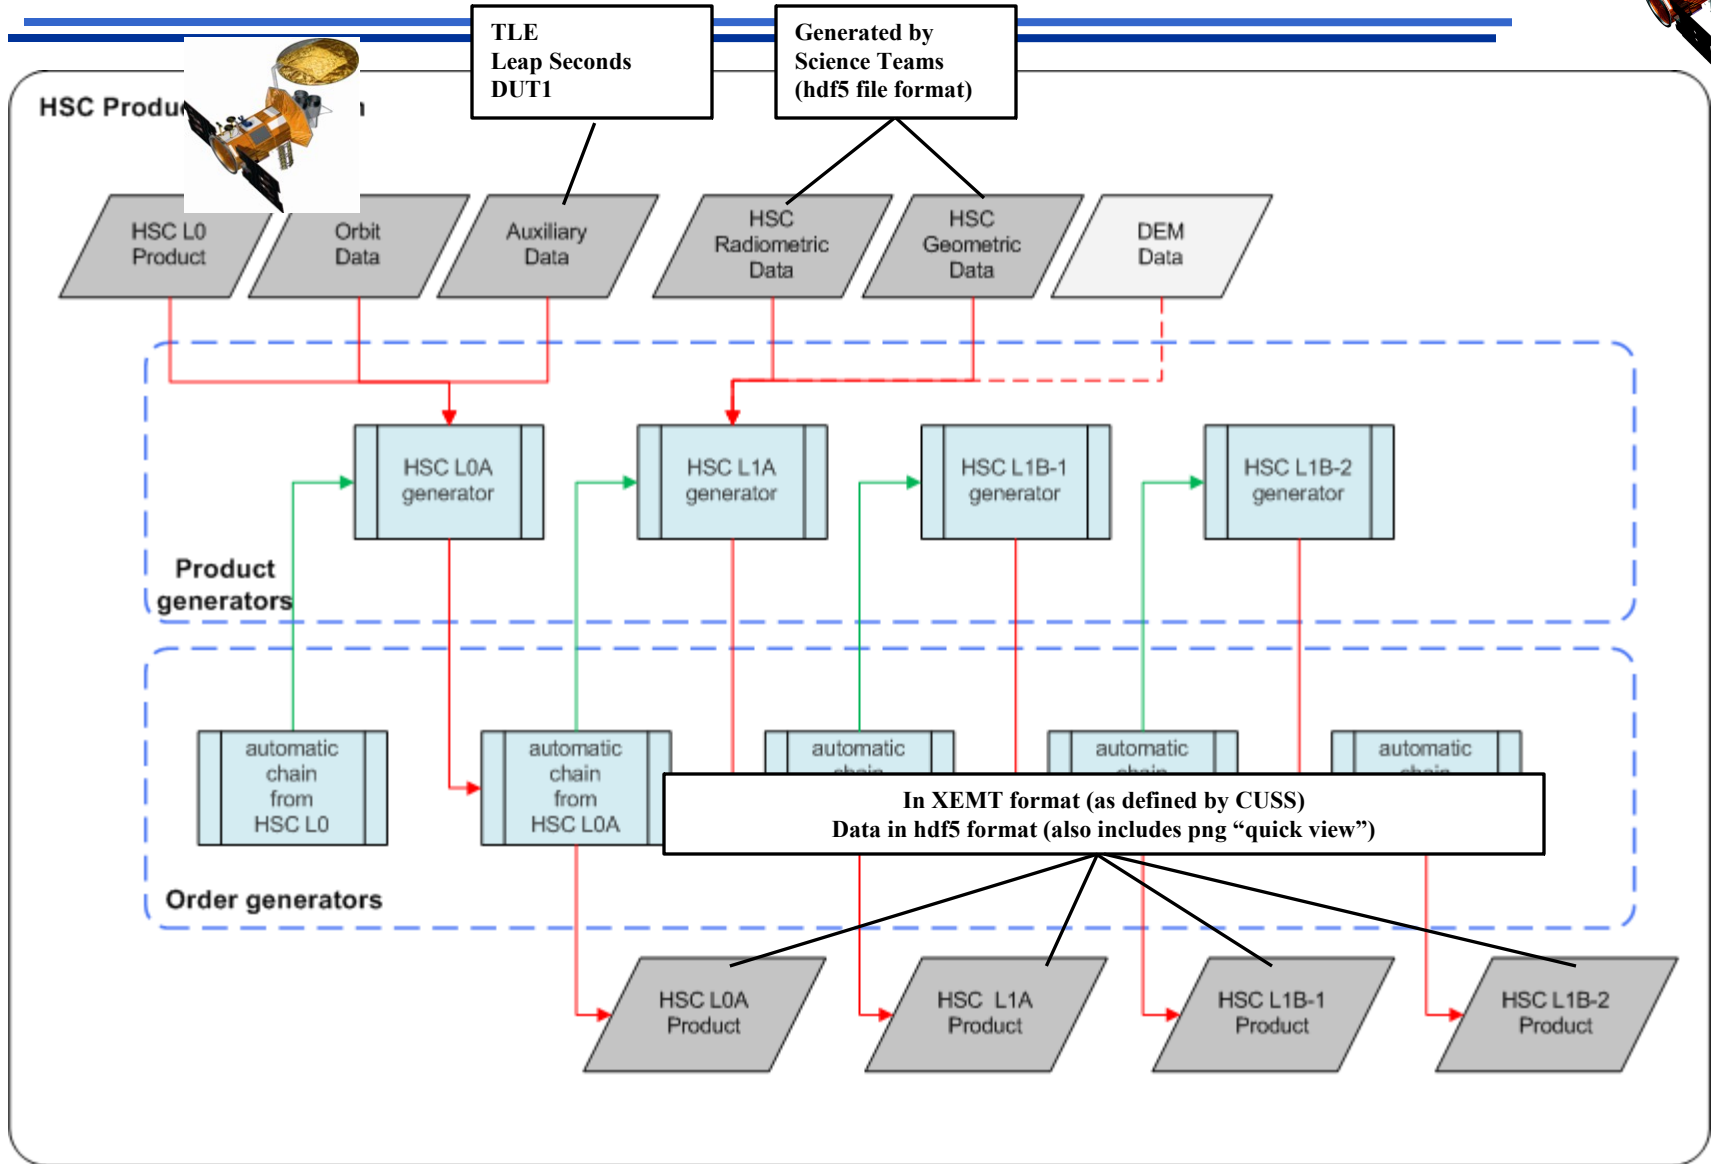 TLE
Leap Seconds
DUT1
Generated by
Science Teams
(hdf5 file format)
HSC
HSC L0
Product
Orbit
Data
Auxiliary
Data
HSC
Radiometric
Data
HSC
Geometric
Data
DEM
Data
HSC L0A
generator
HSC L1A
generator
HSC L1B-1
generator
HSC L1B-2
generator
Product
generators
automatic
chain
from
HSC L0
automatic
chain
from
HSC L0A
automatic
automatic
automatic
In XEMT format (as defined by CUSS)
Data in hdf5 format (also includes png “quick view”)
Order generators
HSC L0A
Product
HSC L1A
Product
HSC L1B-1
Product
HSC L1B-2
Product